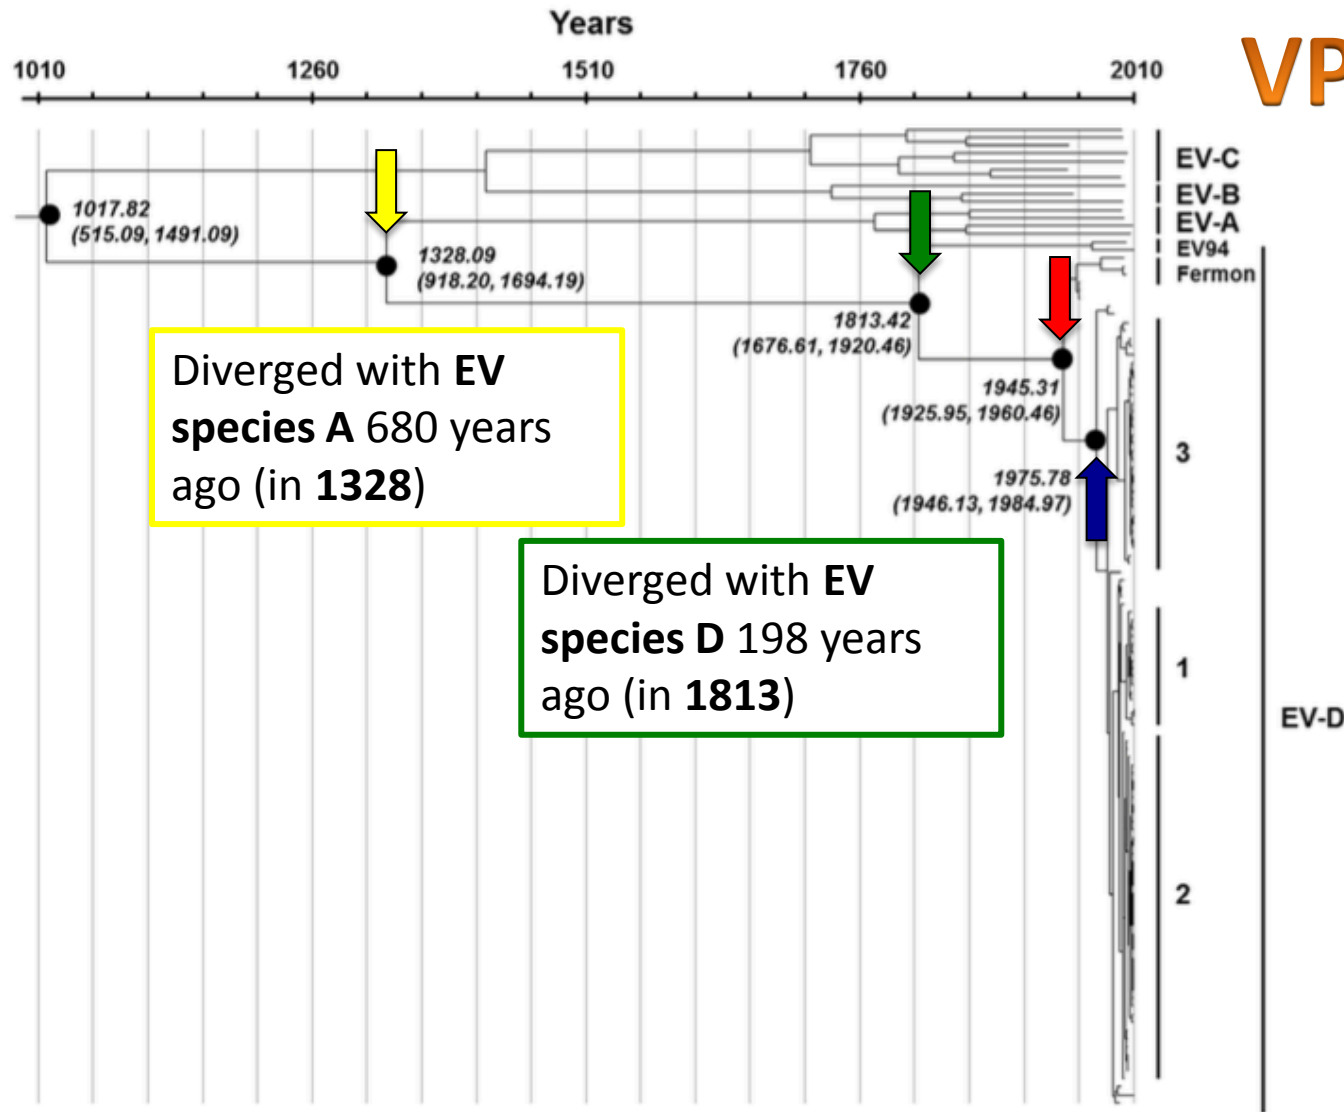 Years
VP
1010 1260 1510 1760 2010
EV-C
EV-B
EV-A
EV94
Fermon
1017.82
(515.09, 1491.09)
1328.09
(918.20, 1694.19)
1813.42
(1676.61, 1920.46)
1945.31
(1925.95, 1960.46)
1975.78
(1946.13, 1984.97)
Diverged with EV
species A 680 years
ago (in 1328)
Diverged with EV
species D 198 years
ago (in 1813)
3
1
2
EV-D